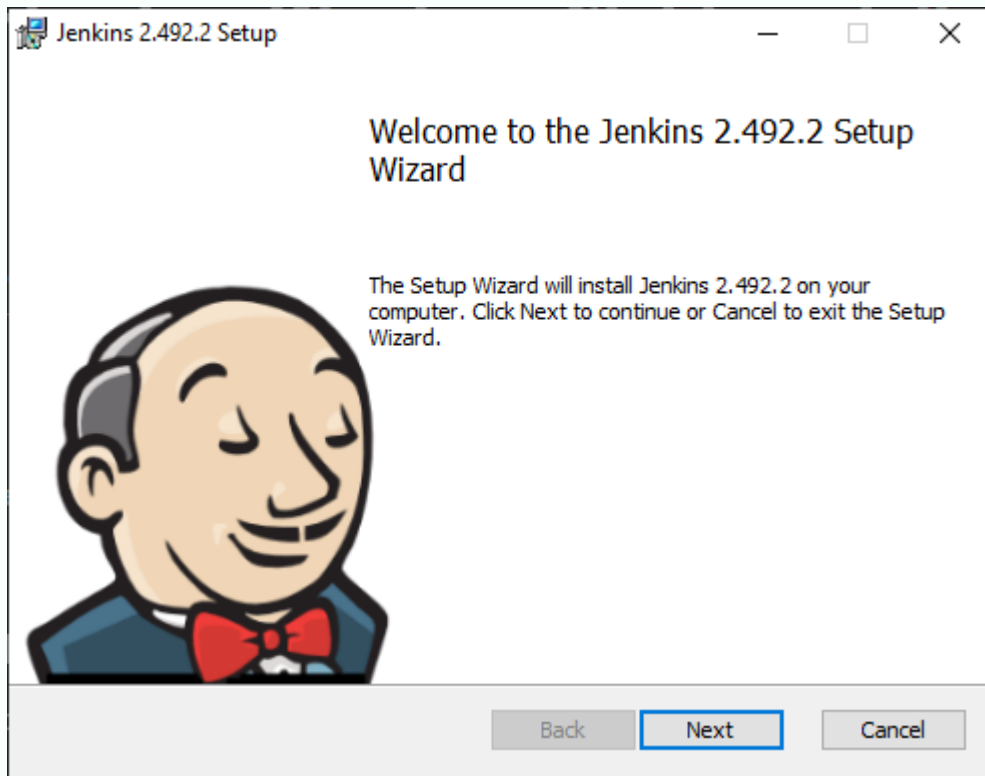 Jenkins 2.492.2 Setup
Welcome to the Jenkins 2.492.2 Setup
Wizard
The Setup Wizard will install Jenkins 2.492.2 on your
computer. Click Next to continue or Cancel to exit the Setup
Wizard.
Back
Next
Cancel